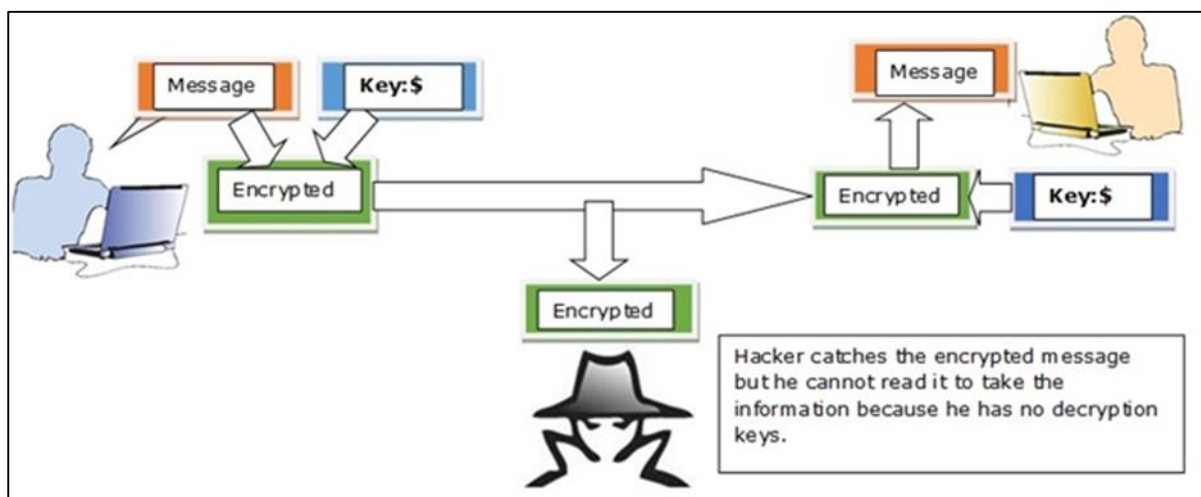 Message
Key:$
Encrypted
Message
Encrypted
Key:$
Encrypted
Hacker catches the encrypted message
but he cannot read it to take the
information because he has no decryption
keys.